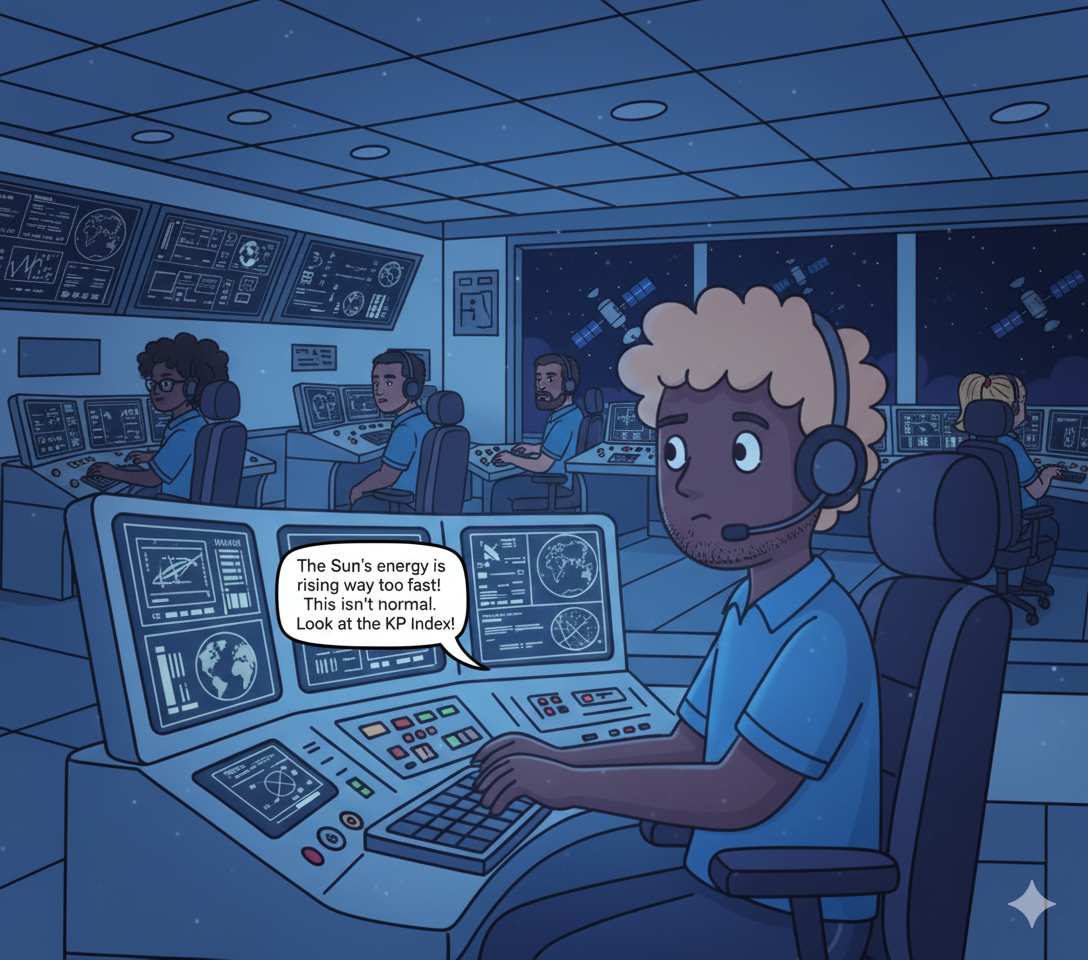 The Sun's energy is
rising way too fast!
This isn't normal.
Look at the KP Index!